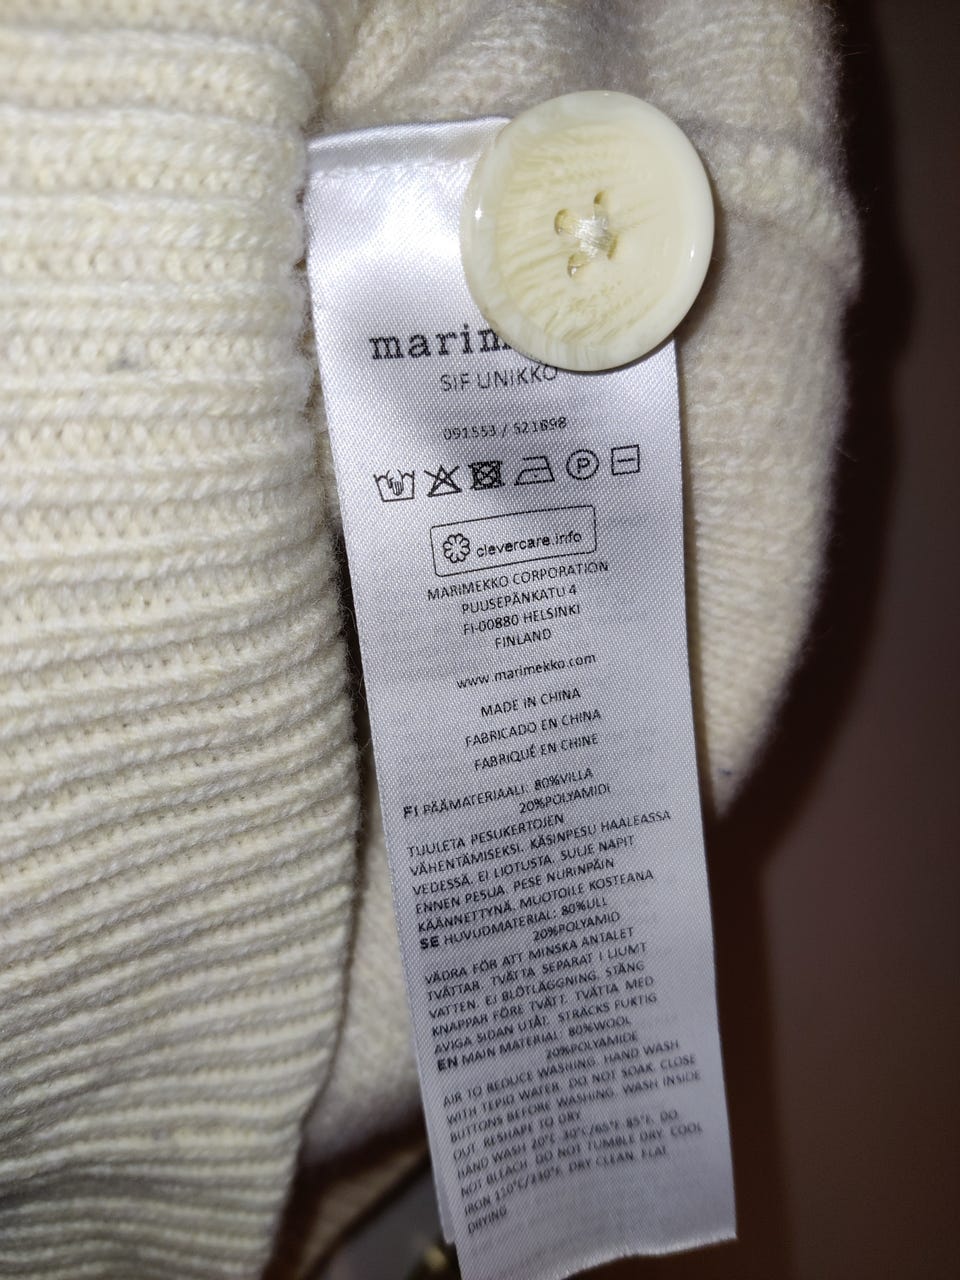 marim
SIF UNIKKO
091553 / 521898
P
clevercare.info
MARIMEKKO CORPORATION
PUUSEPÄNKATU 4
FI-00880 HELSINKI
FINLAND
www.marimekko.com
MADE IN CHINA
FABRICADO EN CHINA
FABRIQUÉ EN CHINE
FI PÄÄMATERIAALI: 80%VILLA
20%POLYAMIDI
TUULETA PESUKERTOJEN
VÄHENTÄMISEKSI. KÄSINPESU HAALEASSA
VEDESSÄ. EI LIOTUSTA. SULJE NAPIT
ENNEN PESUA. PESE NURINPÄIN
KÄÄNNETTYNÄ. MUOTOILE KOSTEANA
SE HUVUDMATERIAL: 80%ULL
20%POLYAMID
VÄDRA FÖR ATT MINSKA ANTALET
TVÄTTAR. TVÄTTA SEPARAT I LJUMT
VATTEN. EJ BLÖTLÄGGNING. STÄNG
KNAPPAR FÖRE TVÄTT. TVÄTTA MED
AVIGA SIDAN UTÅT. STRÄCKS FUKTIG
EN MAIN MATERIAL: 80%WOOL
20%POLYAMIDE
AIR TO REDUCE WASHING. HAND WASH
WITH TEPID WATER. DO NOT SOAK. CLOSE
BUTTONS BEFORE WASHING. WASH INSIDE
OUT. RESHAPE TO DRY
HAND WASH 20°C-30°C/65°F-85°F. DO
NOT BLEACH. DO NOT TUMBLE DRY. COOL
IRON 110°C/230°F. DRY CLEAN. FLAT
DRYING